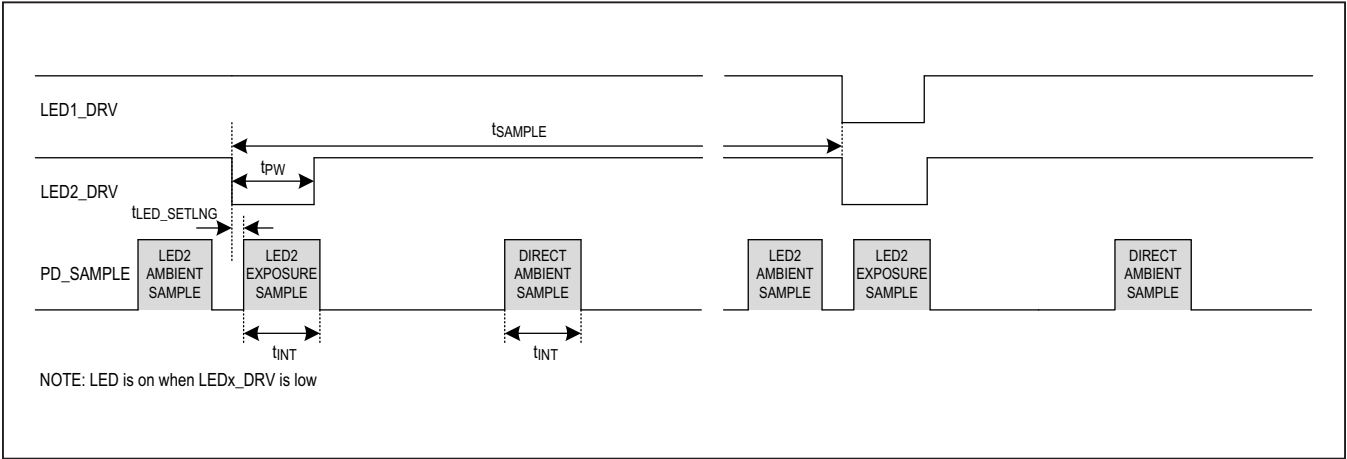 LED1_DRV
tSAMPLE
tPW
LED2_DRV
tLED_SETLNG
PD_SAMPLE
LED2
AMBIENT
SAMPLE
LED2
EXPOSURE
SAMPLE
DIRECT
AMBIENT
SAMPLE
LED2
AMBIENT
SAMPLE
LED2
EXPOSURE
SAMPLE
DIRECT
AMBIENT
SAMPLE
tINT
tINT
NOTE: LED is on when LEDx_DRV is low